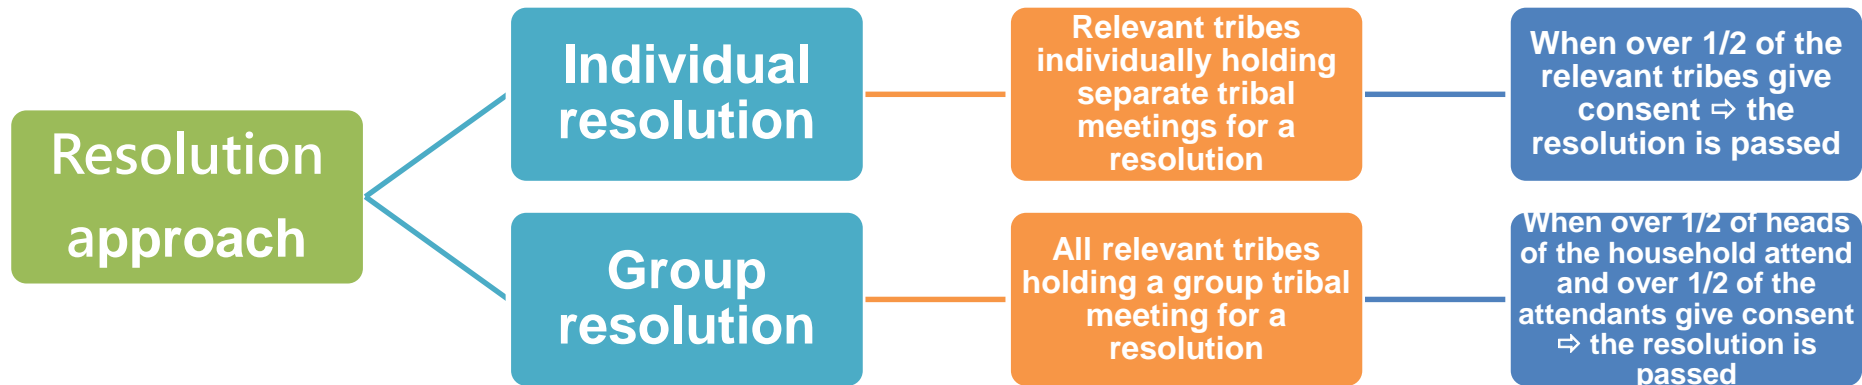 Resolution
approach
Individual
resolution
Relevant tribes
individually holding
separate tribal
meetings for a
resolution
When over 1/2 of the
relevant tribes give
consent ⇨ the
resolution is passed
Group
resolution
All relevant tribes
holding a group tribal
meeting for a
resolution
When over 1/2 of heads
of the household attend
and over 1/2 of the
attendants give consent
⇨ the resolution is
passed